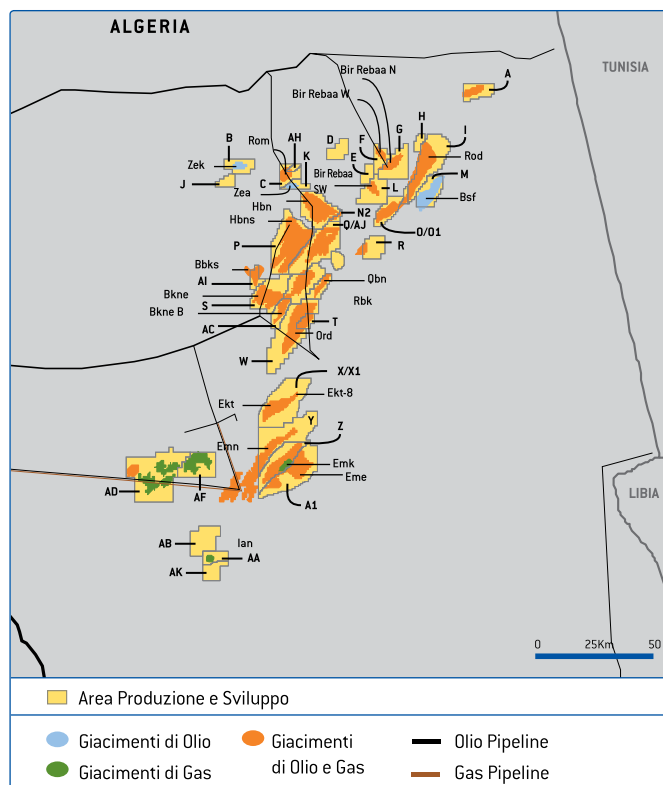 ALGERIA
TUNISIA
Bir Rebaa N
A
Bir Rebaa W
H
B
Rom
AH
D
F
G
I
Zek
K
E
Rod
J
C
Bir Rebaa
L
M
Zea
SW
Hbn
Bsf
Hbns
N2
Q/AJ
O/O1
P
R
Bbks
AI
Qbn
Bkne
S
Rbk
Bkne B
T
AC
Ord
W
X/X1
Ekt
Ekt-8
Y
Z
Emn
Emk
Eme
AD
AF
A1
LIBIA
AB
Ian
AA
AK
0 25Km 50
Area Produzione e Sviluppo
Giacimenti di Olio
Giacimenti
di Olio e Gas
Olio Pipeline
Giacimenti di Gas
Gas Pipeline